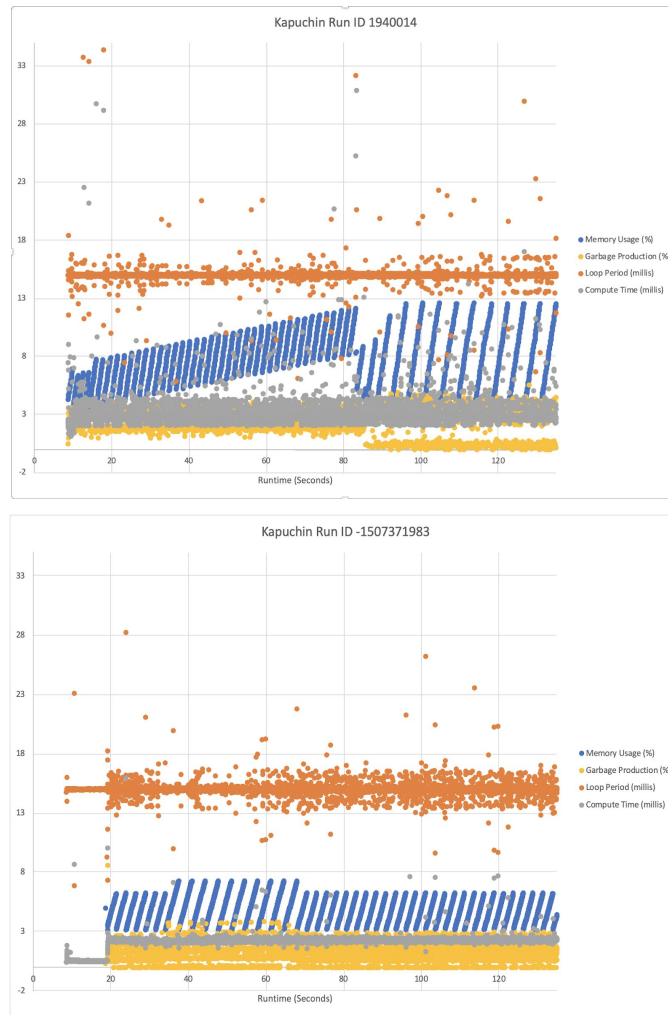 Kapuchin Run ID 1940014
33
28
23
18
13
8
3
-2
0
20
40
60
80
100
120
Runtime (Seconds)
Memory Usage (%)
Garbage Production (%
Loop Period (millis)
Compute Time (millis)
Kapuchin Run ID -1507371983
33
28
23
18
13
8
3
-2
0
20
40
60
80
100
120
Runtime (Seconds)
Memory Usage (%)
Garbage Production (%
Loop Period (millis)
Compute Time (millis)